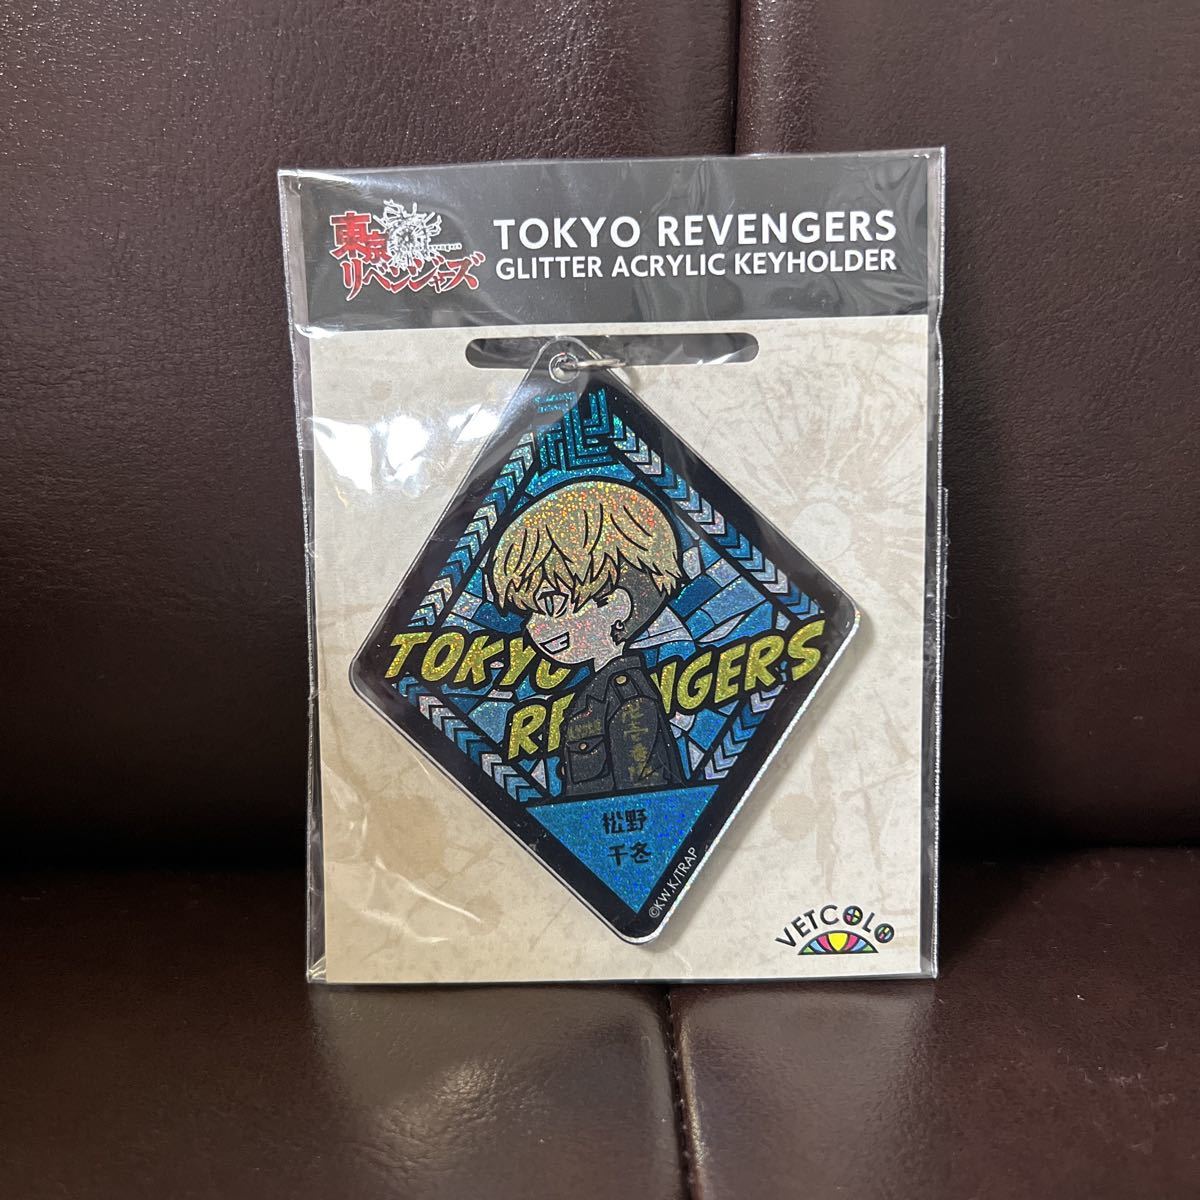 東京
リベンジャーズ
TOKYO REVENGERS
GLITTER ACRYLIC KEYHOLDER
TOKYO
REVENGERS
松野
千冬
©KW.K/TRAP
VETCOLO